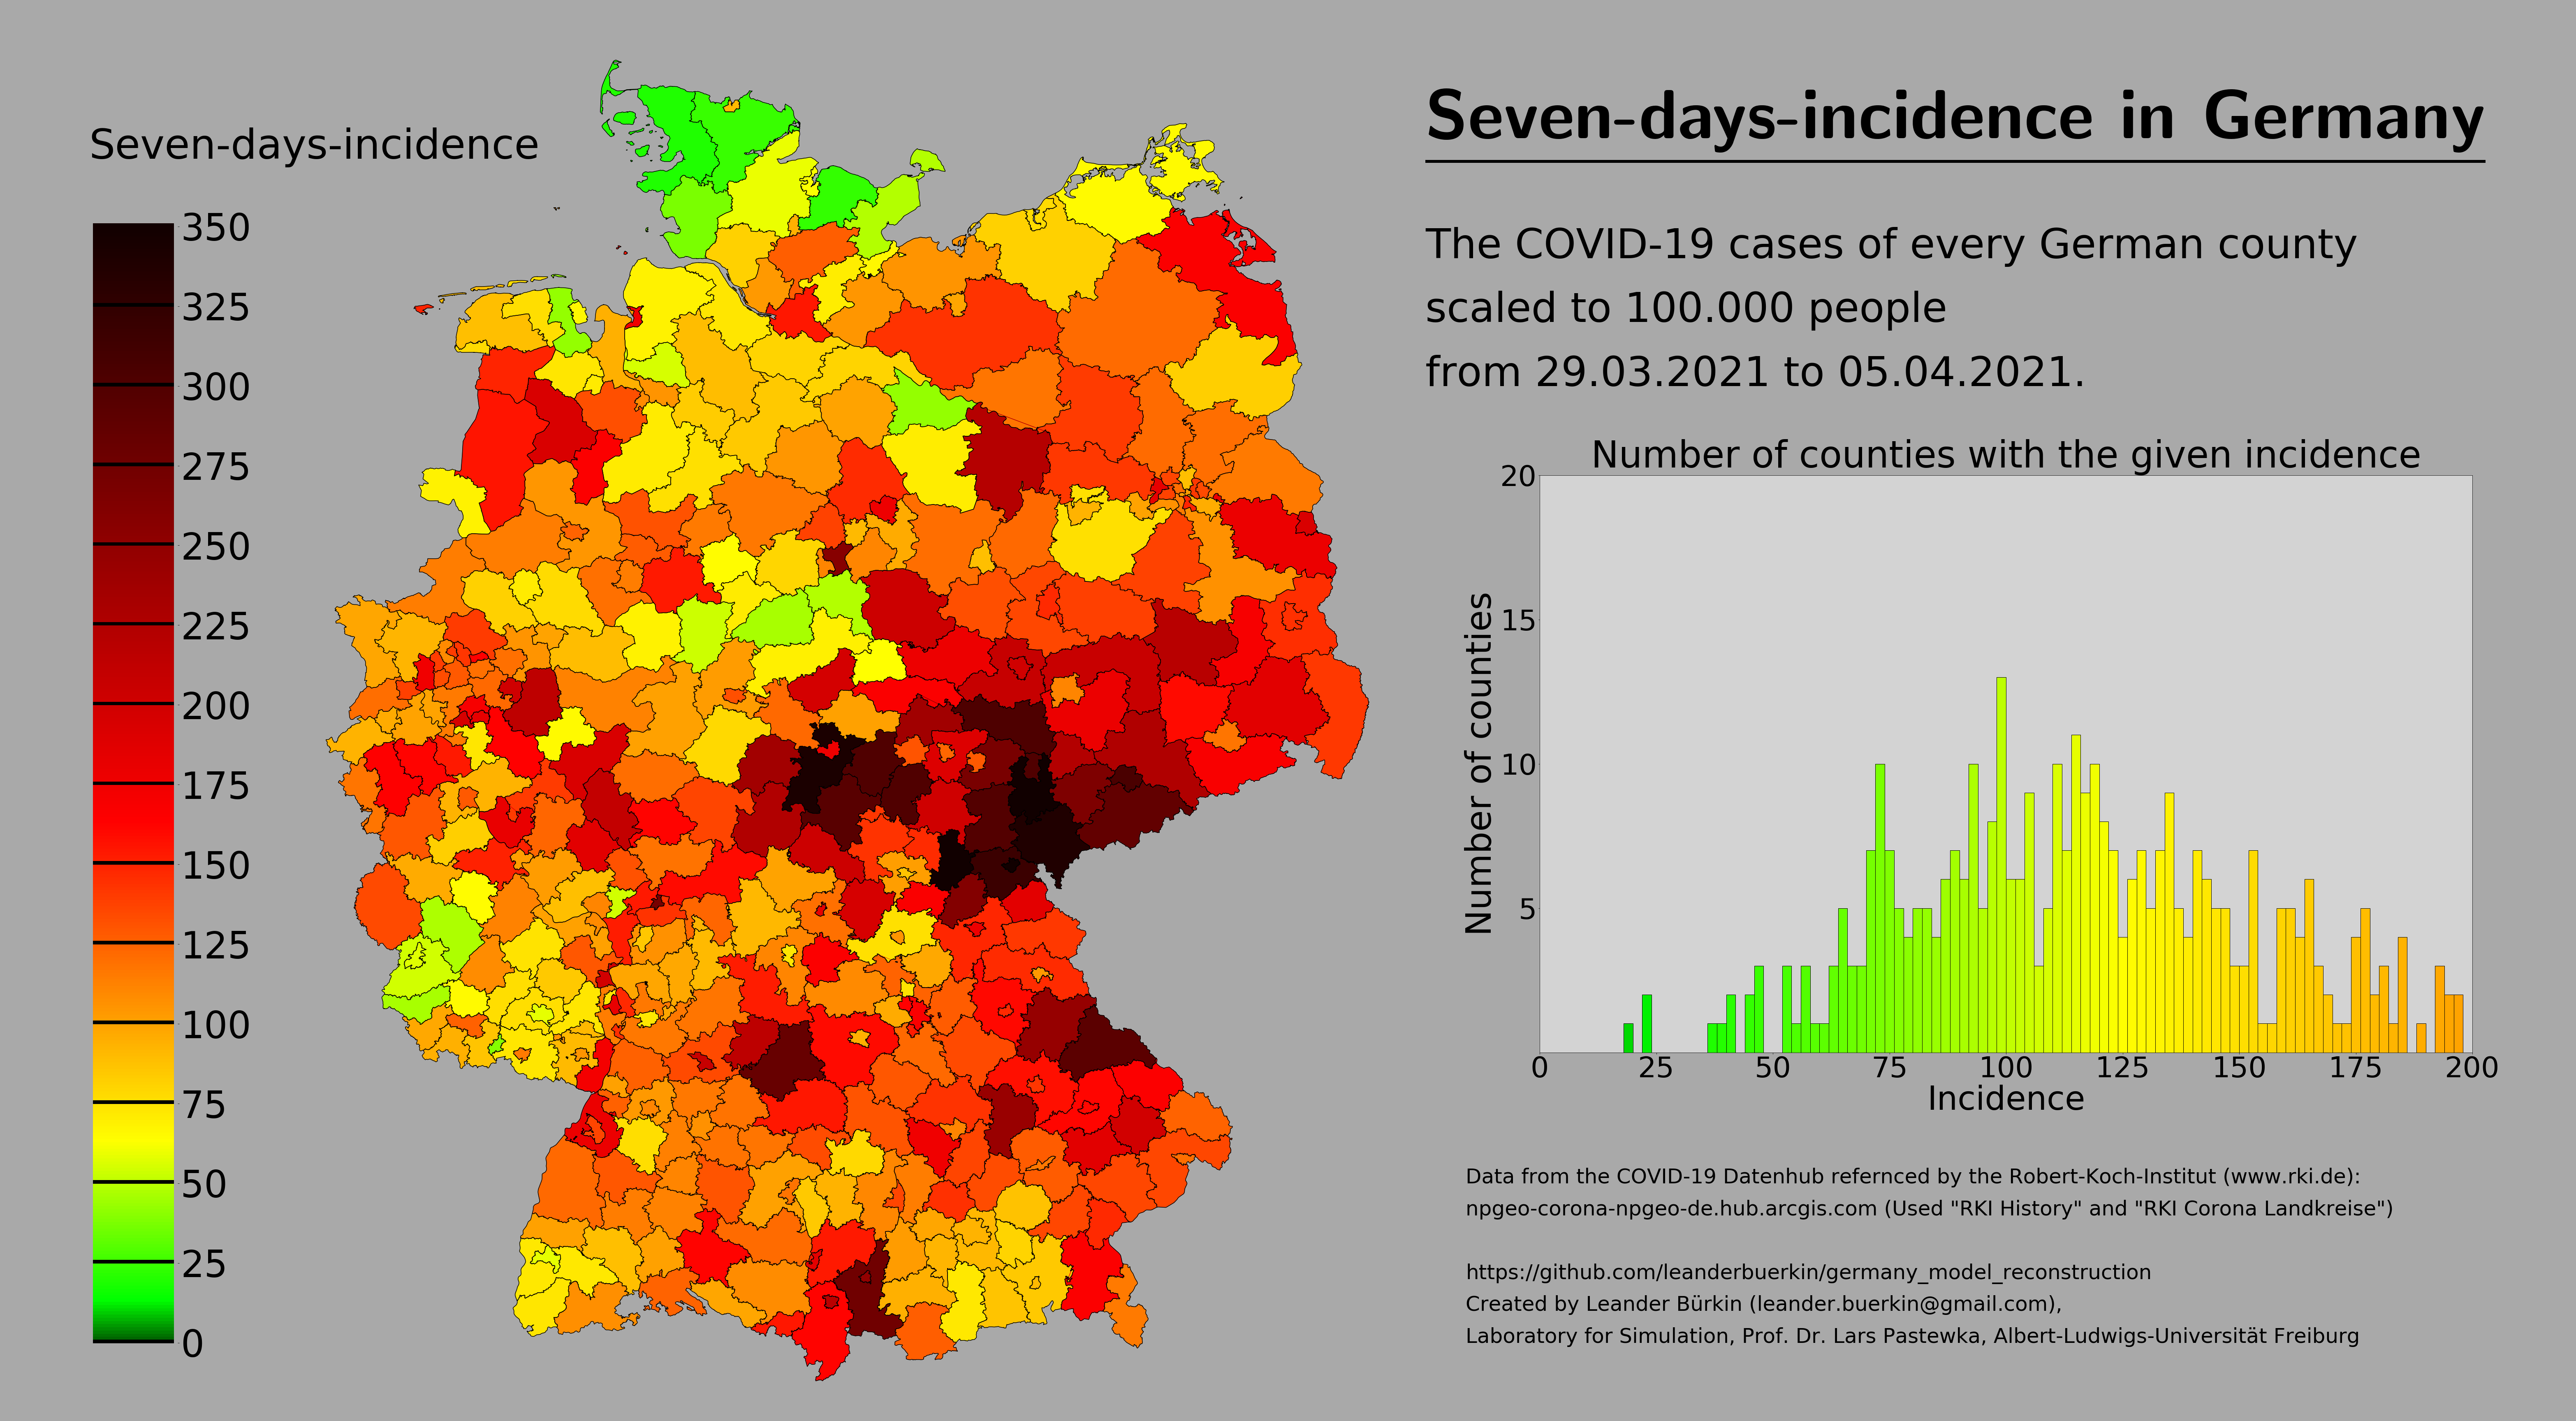 Seven-days-incidence
350
325
300
275
250
225
200
175
150
125
100
75
50
25
0
Seven-days-incidence in Germany
The COVID-19 cases of every German county
scaled to 100.000 people
from 29.03.2021 to 05.04.2021.
Number of counties with the given incidence
20
15
10
5
Number of counties
0 25 50 75 100 125 150 175 200
Incidence
Data from the COVID-19 Datenhub refernced by the Robert-Koch-Institut (www.rki.de):
npgeo-corona-npgeo-de.hub.arcgis.com (Used "RKI History" and "RKI Corona Landkreise")
https://github.com/leanderbuerkin/germany_model_reconstruction
Created by Leander Bürkin (leander.buerkin@gmail.com),
Laboratory for Simulation, Prof. Dr. Lars Pastewka, Albert-Ludwigs-Universität Freiburg